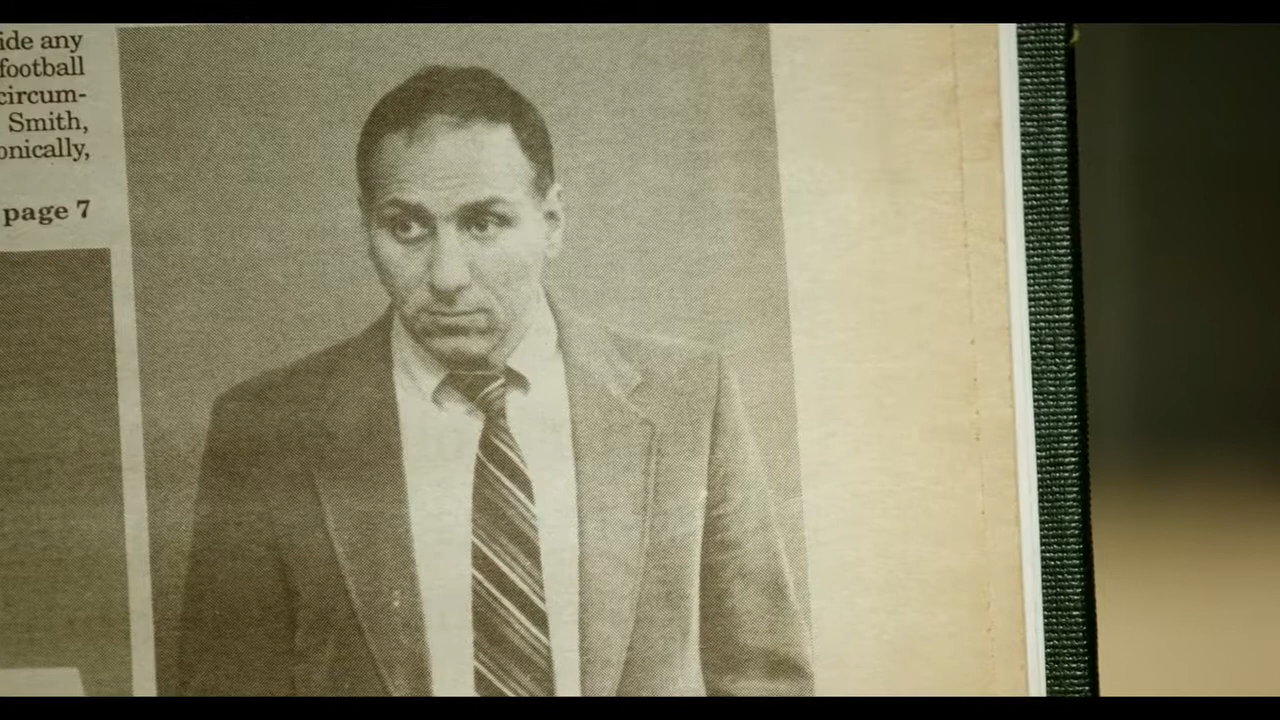 ide any
football
circum-
Smith,
onically,
page 7